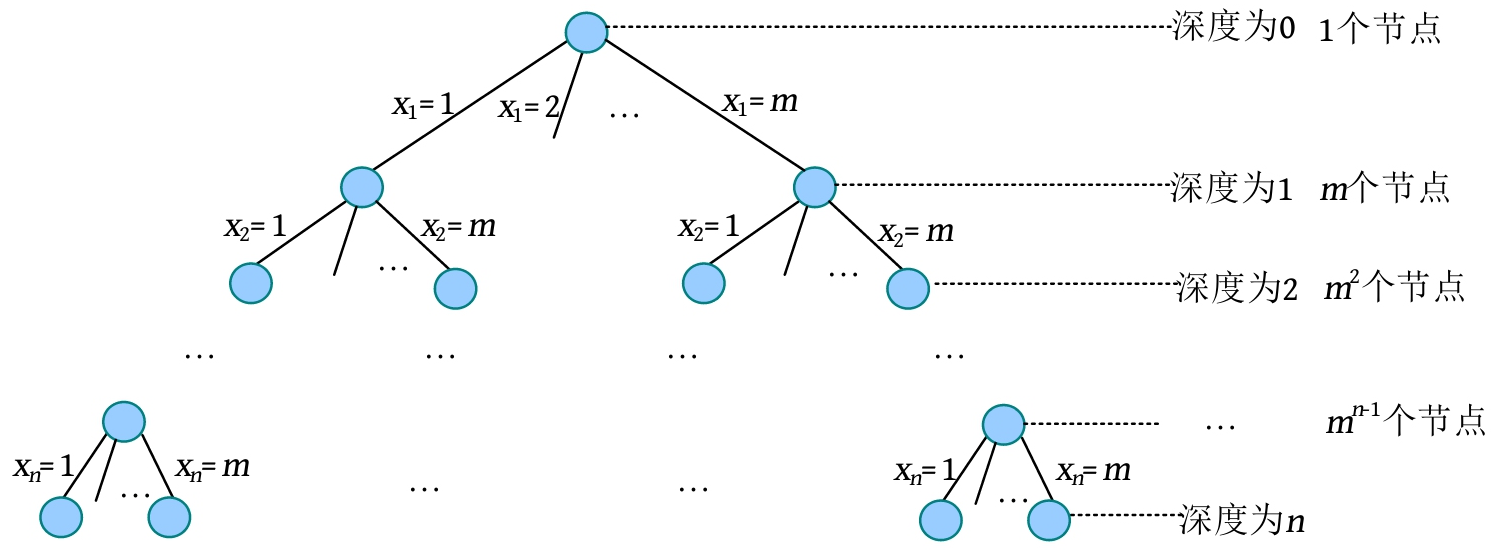 深度为0 1个节点
x₁=1 x₁=2 … x₁=m
深度为1 m个节点
x₂=1 … x₂=m x₂=1 … x₂=m
深度为2 m²个节点
… … … …
… mⁿ⁻¹个节点
xₙ=1 … xₙ=m … … xₙ=1 … xₙ=m
深度为n